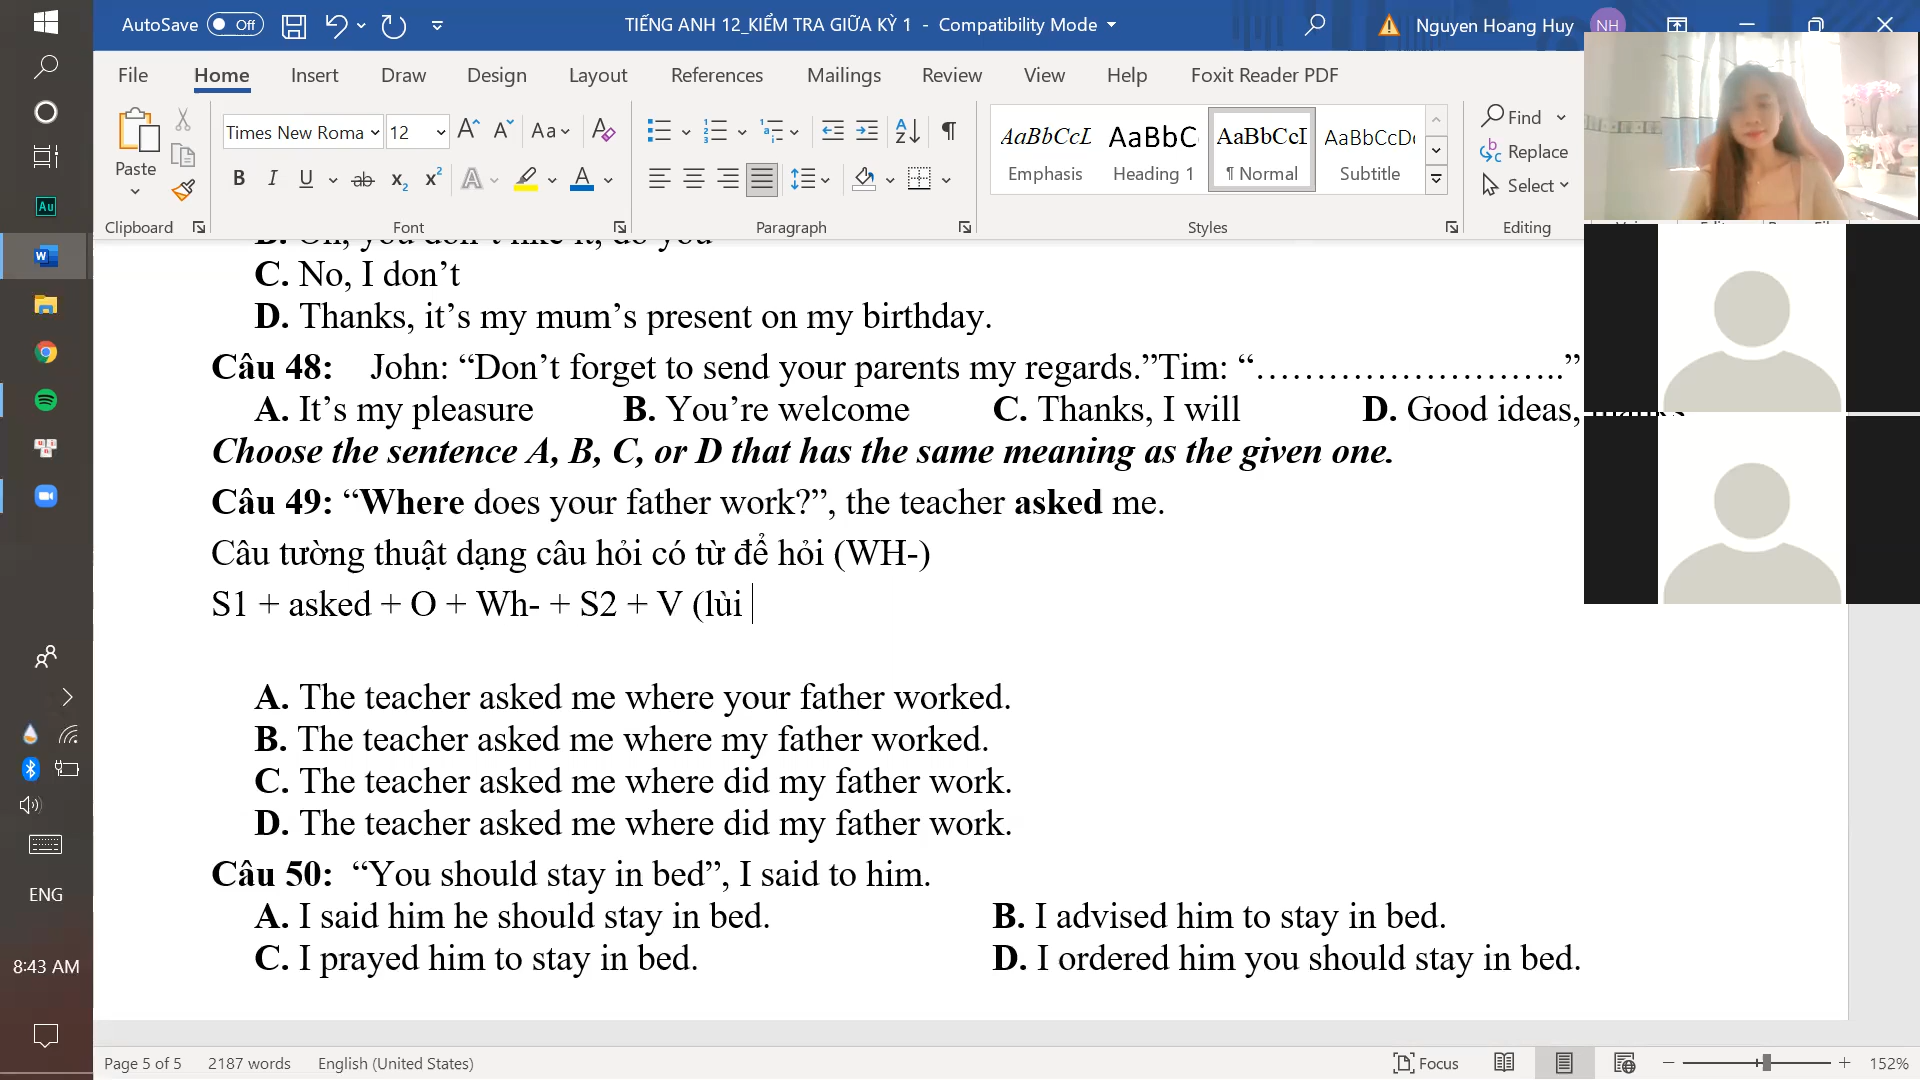 AutoSave Off TIẾNG ANH 12_KIỂM TRA GIỮA KỲ 1 - Compatibility Mode Nguyen Hoang Huy NH
File Home Insert Draw Design Layout References Mailings Review View Help Foxit Reader PDF
Paste
Clipboard
Times New Roma 12
Font
Paragraph
AaBbCcL AaBbC AaBbCcI AaBbCcD
Emphasis Heading 1 ¶ Normal Subtitle
Styles
Find
Replace
Select
Editing
B. Oh, you don’t like it, do you
C. No, I don’t
D. Thanks, it’s my mum’s present on my birthday.
Câu 48: John: “Don’t forget to send your parents my regards.”Tim: “……………………..”
A. It’s my pleasure B. You’re welcome C. Thanks, I will D. Good ideas, thanks
Choose the sentence A, B, C, or D that has the same meaning as the given one.
Câu 49: “Where does your father work?”, the teacher asked me.
Câu tường thuật dạng câu hỏi có từ để hỏi (WH-)
S1 + asked + O + Wh- + S2 + V (lùi
A. The teacher asked me where your father worked.
B. The teacher asked me where my father worked.
C. The teacher asked me where did my father work.
D. The teacher asked me where did my father work.
Câu 50: “You should stay in bed”, I said to him.
A. I said him he should stay in bed. B. I advised him to stay in bed.
C. I prayed him to stay in bed. D. I ordered him you should stay in bed.
ENG
8:43 AM
Page 5 of 5 2187 words English (United States) Focus 152%